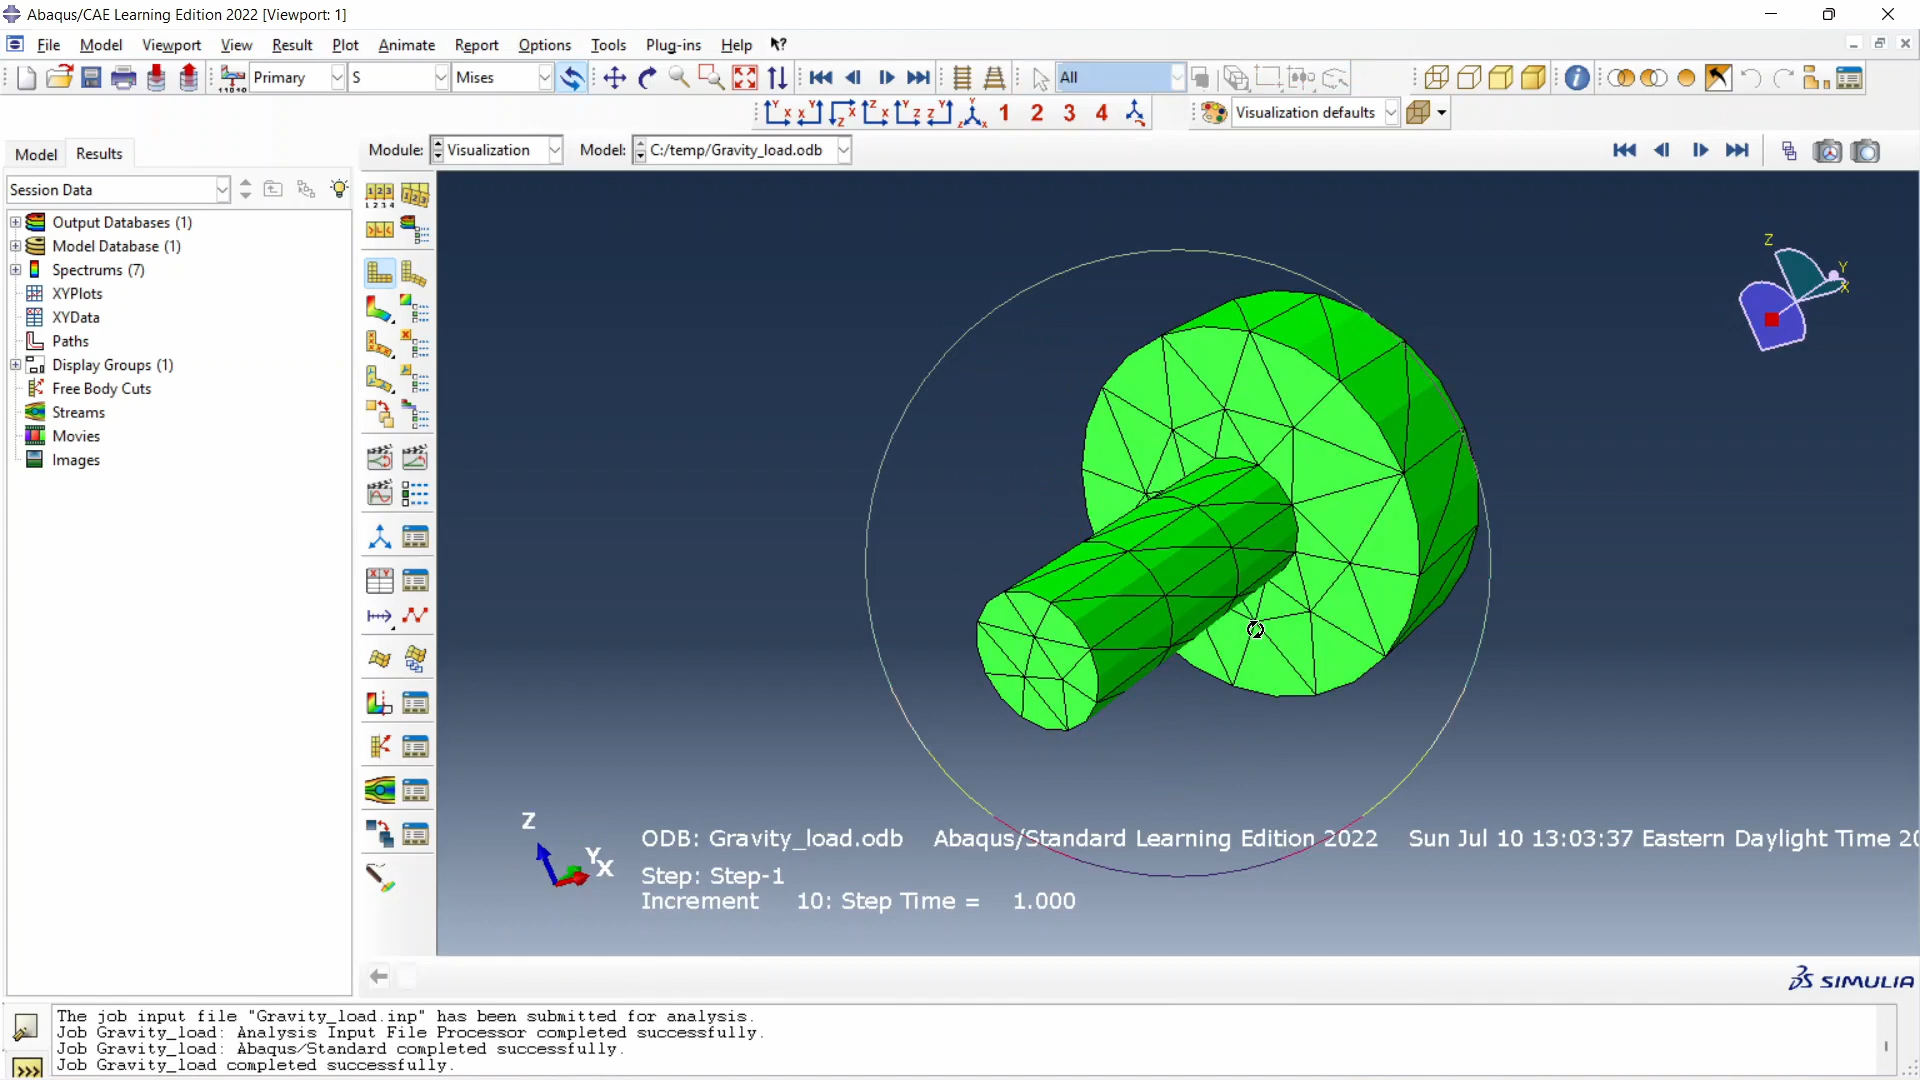 Abaqus/CAE Learning Edition 2022 [Viewport: 1]
File Model Viewport View Result Plot Animate Report Options Tools Plug-ins Help
Primary S Mises All
1 2 3 4 Visualization defaults
Model Results Module: Visualization Model: C:/temp/Gravity_load.odb
Session Data
Output Databases (1)
Model Database (1)
Spectrums (7)
XYPlots
XYData
Paths
Display Groups (1)
Free Body Cuts
Streams
Movies
Images
Z
Y
X
Z
Y
X
ODB: Gravity_load.odb Abaqus/Standard Learning Edition 2022 Sun Jul 10 13:03:37 Eastern Daylight Time 20
Step: Step-1
Increment 10: Step Time = 1.000
SIMULIA
The job input file "Gravity_load.inp" has been submitted for analysis.
Job Gravity_load: Analysis Input File Processor completed successfully.
Job Gravity_load: Abaqus/Standard completed successfully.
Job Gravity_load completed successfully.
>>>